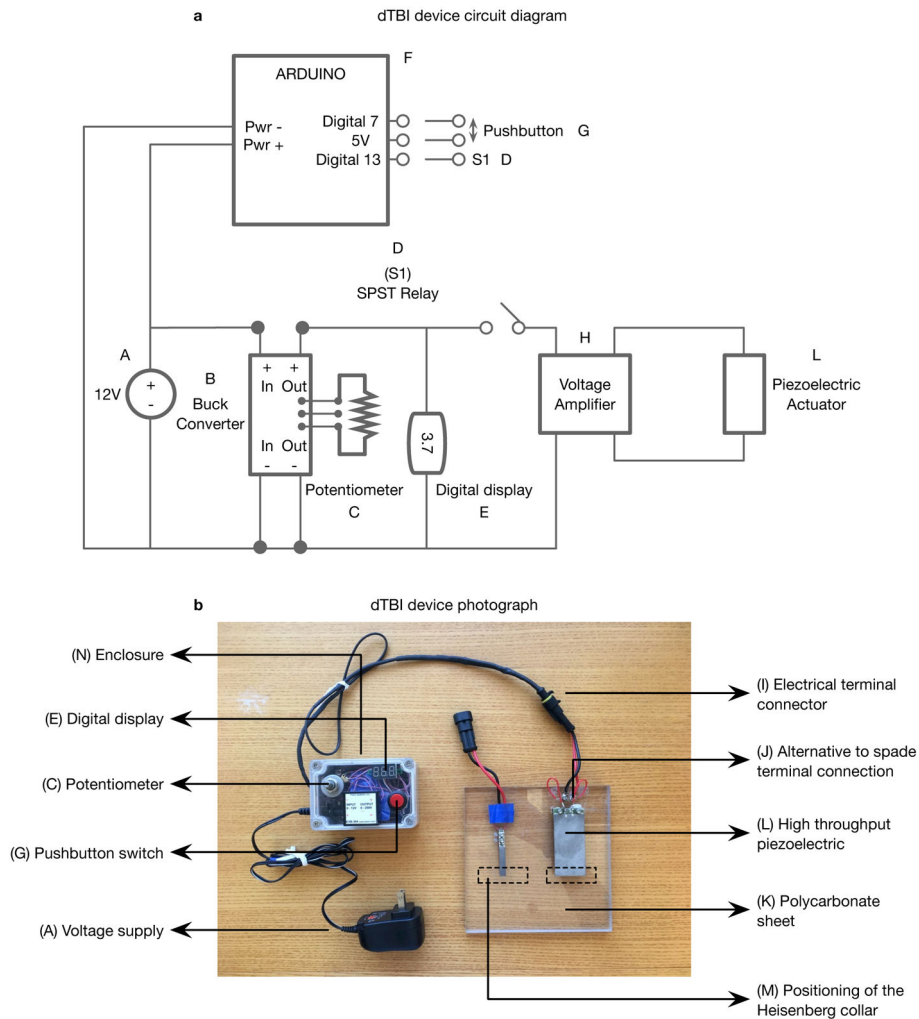 a dTBI device circuit diagram
F
ARDUINO
Pwr -
Pwr +
Digital 7
5V
Digital 13
Pushbutton G
S1 D
D
(S1)
SPST Relay
A
12V
+
-
B
Buck
Converter
+ +
In Out
In Out
- -
Potentiometer
C
3.7
Digital display
E
H
Voltage
Amplifier
L
Piezoelectric
Actuator
b dTBI device photograph
(N) Enclosure
(E) Digital display
(C) Potentiometer
(G) Pushbutton switch
(A) Voltage supply
INPUT OUTPUT
(I) Electrical terminal
connector
(J) Alternative to spade
terminal connection
(L) High throughput
piezoelectric
(K) Polycarbonate
sheet
(M) Positioning of the
Heisenberg collar